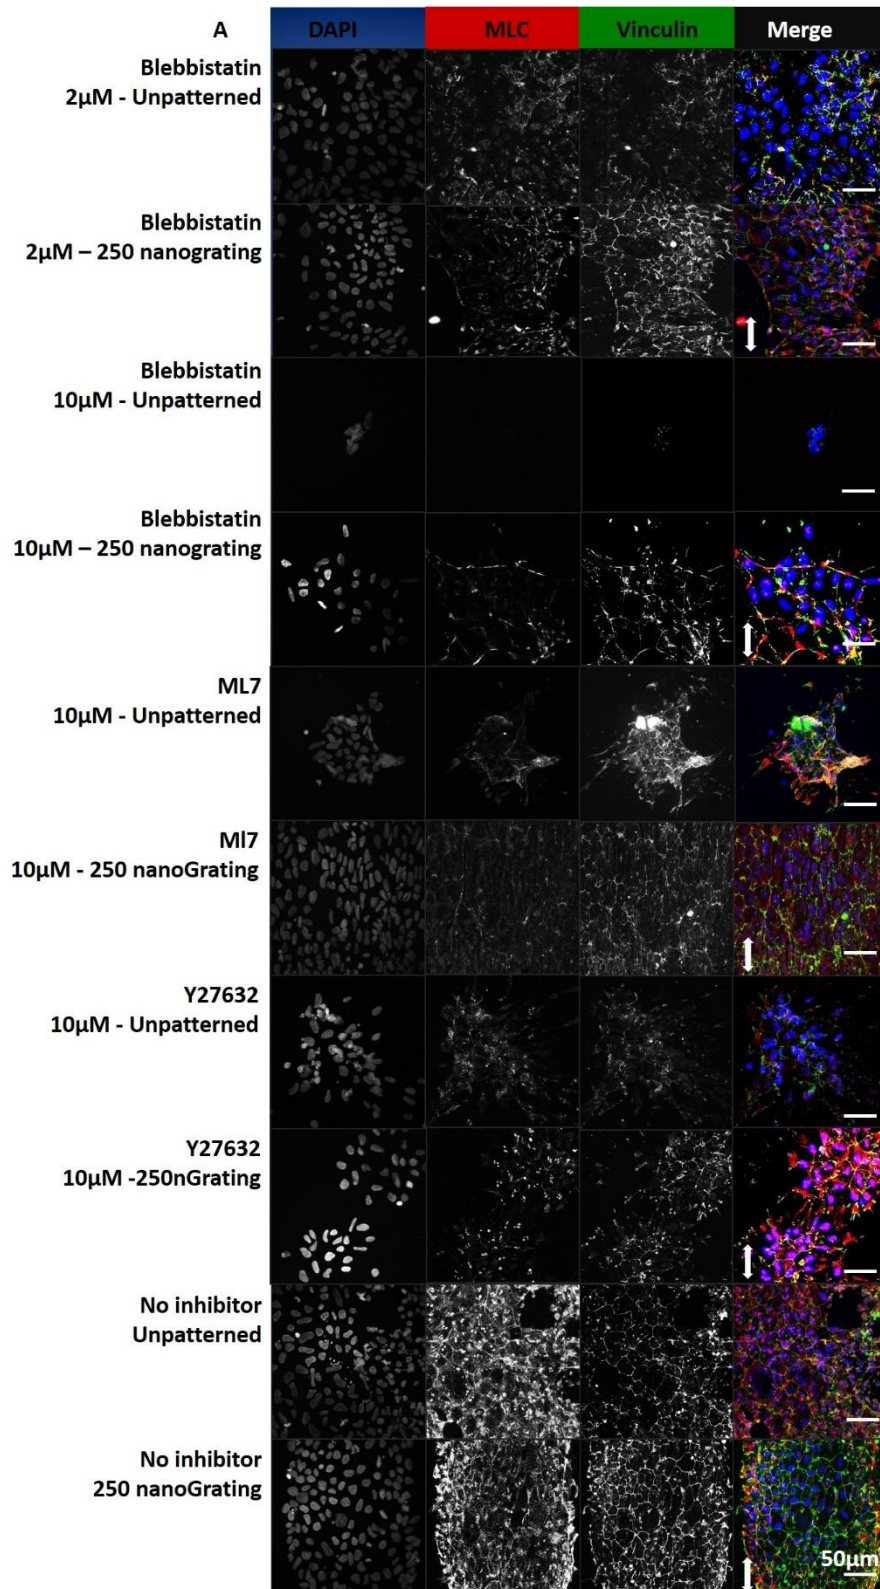 A DAPI MLC Vinculin Merge
Blebbistatin
2µM - Unpatterned
Blebbistatin
2µM – 250 nanograting
Blebbistatin
10µM - Unpatterned
Blebbistatin
10µM – 250 nanograting
ML7
10µM - Unpatterned
Ml7
10µM - 250 nanoGrating
Y27632
10µM - Unpatterned
Y27632
10µM -250nGrating
No inhibitor
Unpatterned
No inhibitor
250 nanoGrating
50µm